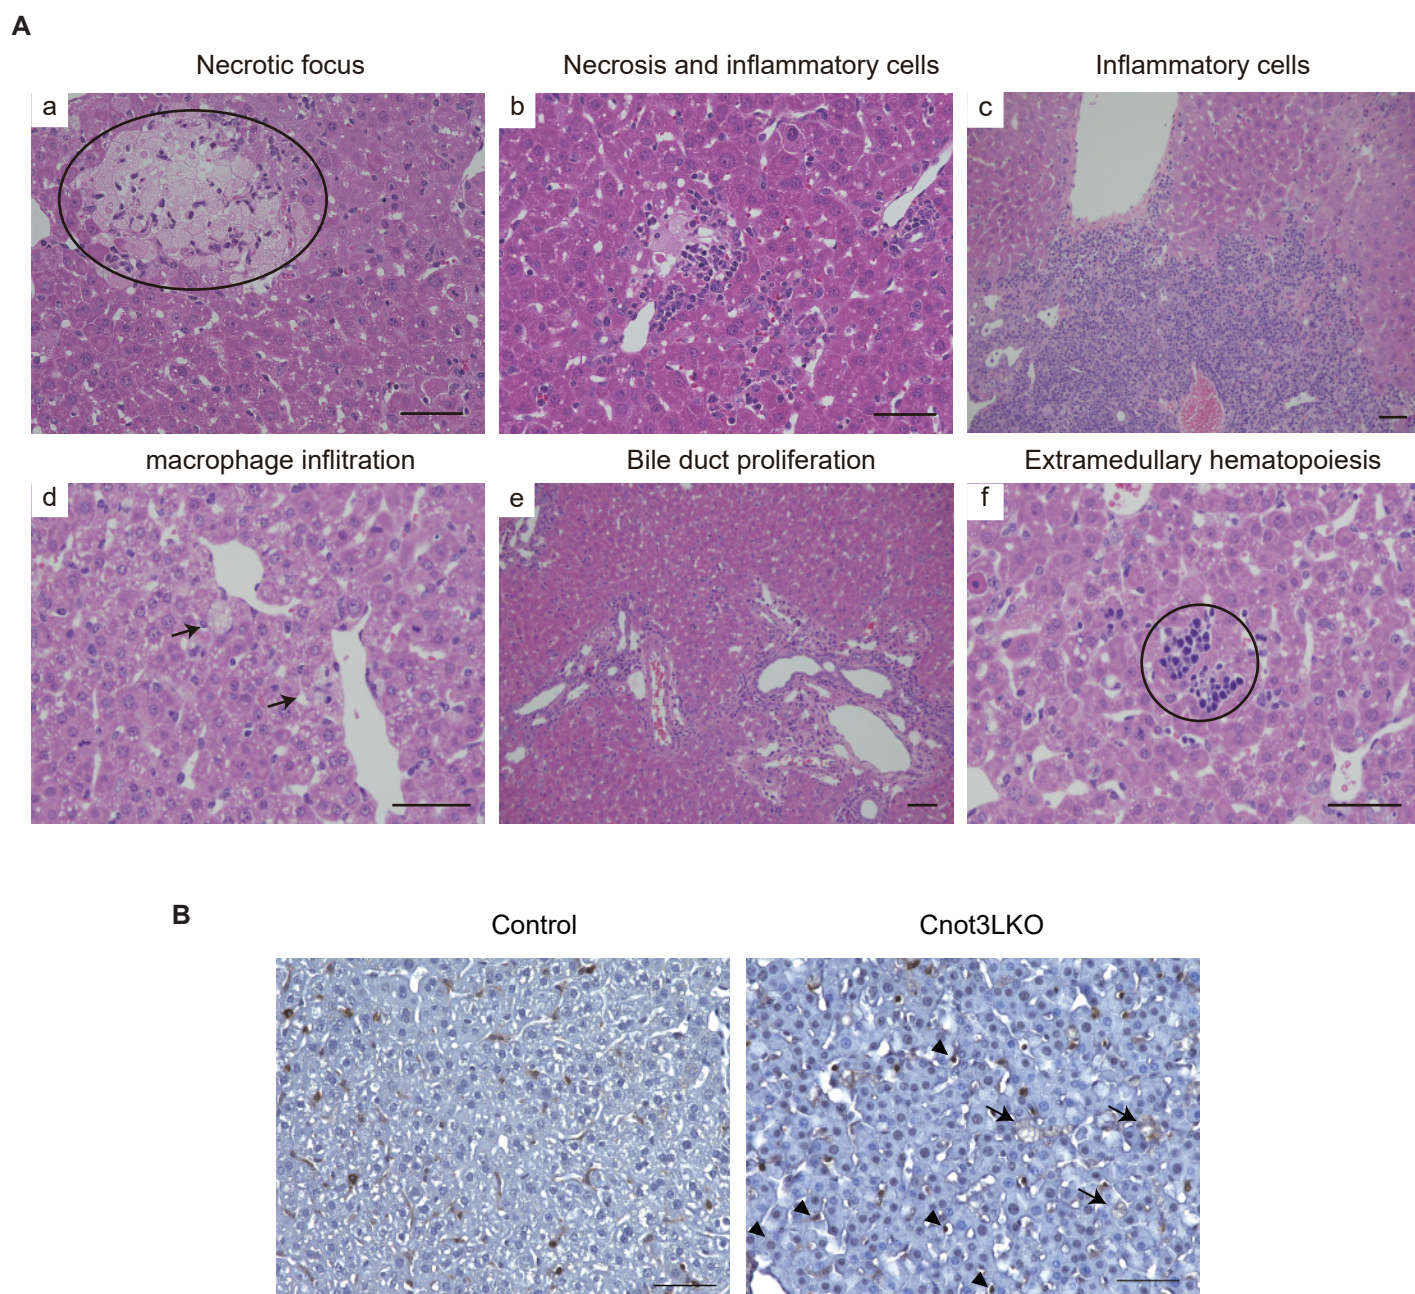 A
Necrotic focus
Necrosis and inflammatory cells
Inflammatory cells
a
b
c
macrophage inflitration
Bile duct proliferation
Extramedullary hematopoiesis
d
e
f
B
Control
Cnot3LKO